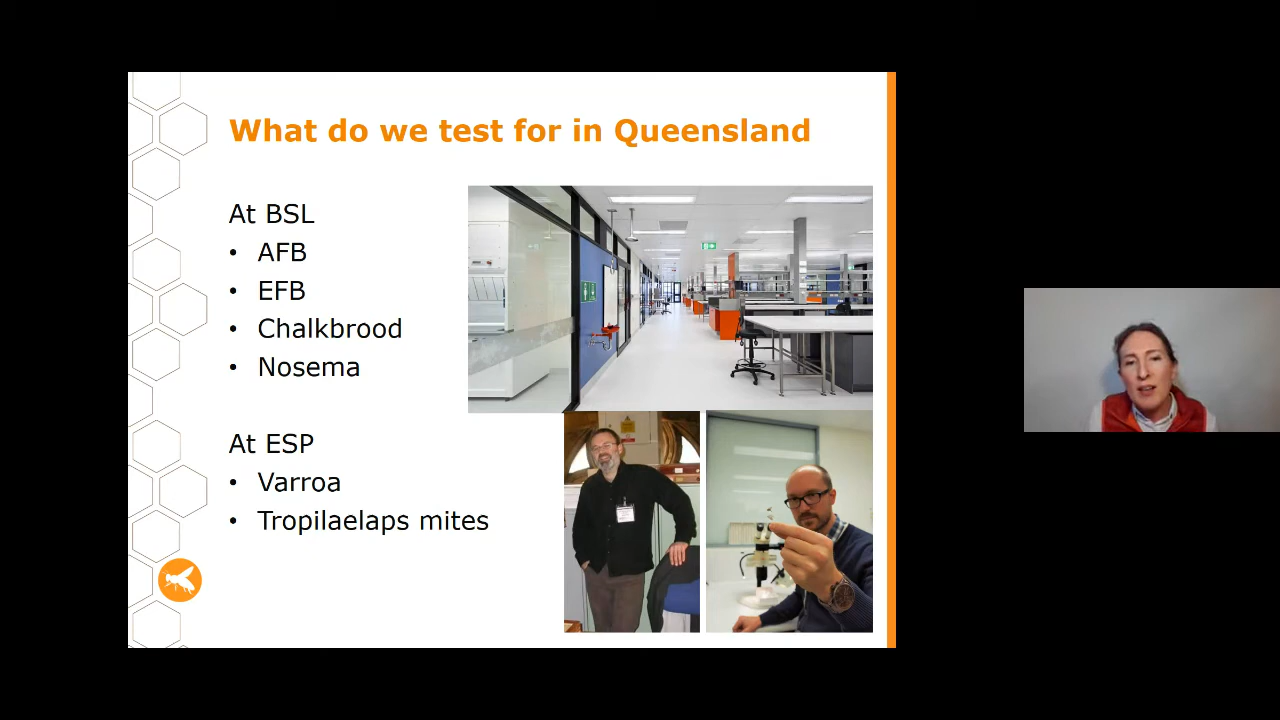 What do we test for in Queensland
At BSL
• AFB
• EFB
• Chalkbrood
• Nosema
At ESP
• Varroa
• Tropilaelaps mites